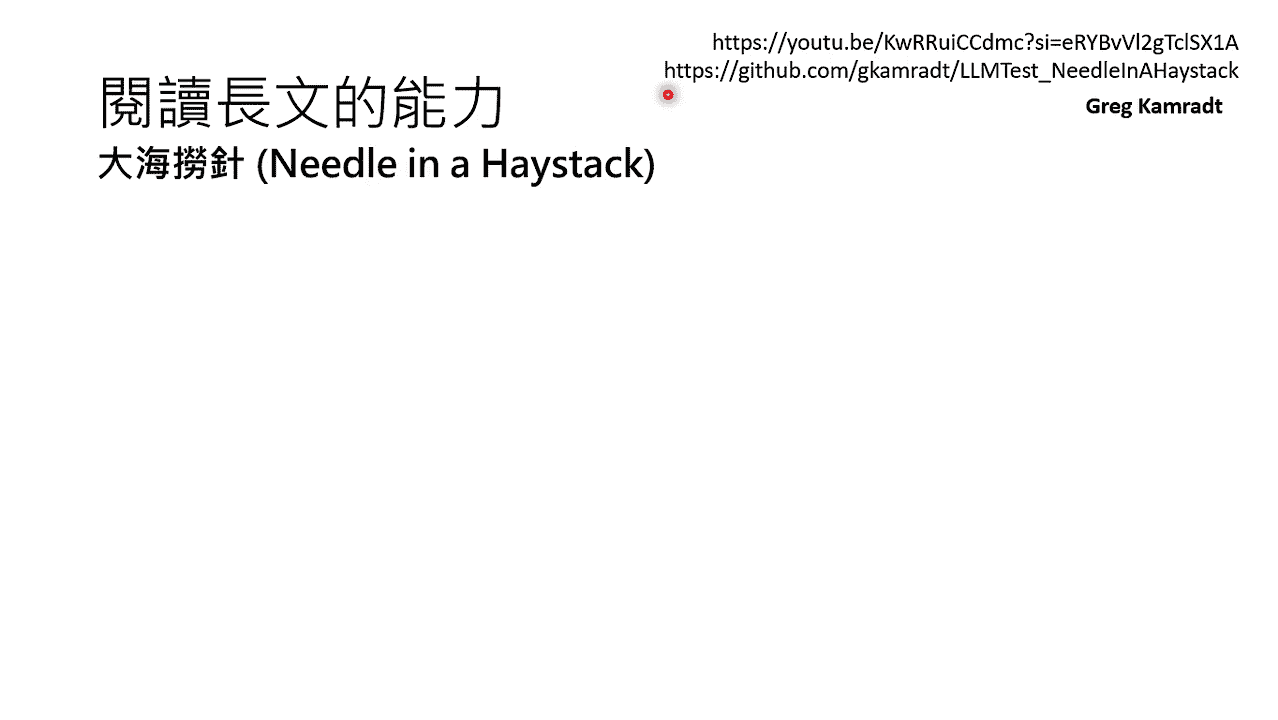 https://youtu.be/KwRRuiCCdmc?si=eRYBvVl2gTclSX1A
https://github.com/gkamradt/LLMTest_NeedleInAHaystack
Greg Kamradt
閱讀長文的能力
大海撈針 (Needle in a Haystack)